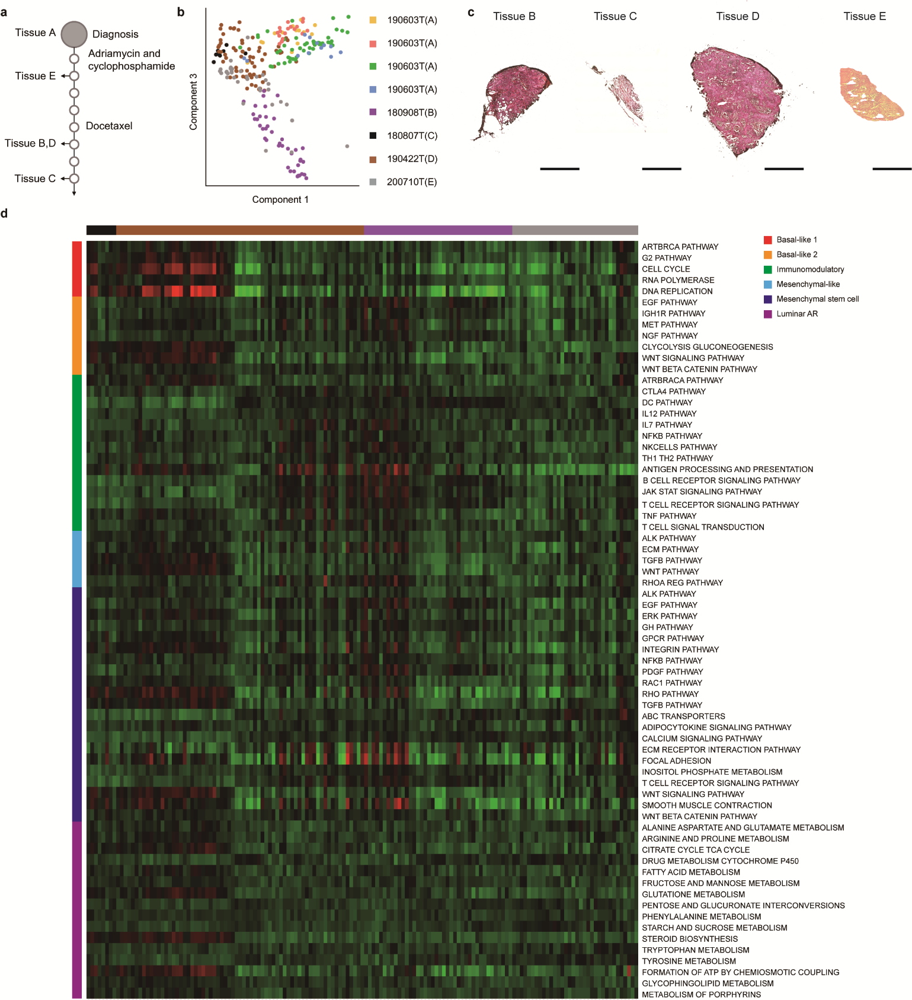 a
Tissue A
Diagnosis
Adriamycin and
cyclophosphamide
Tissue E
Docetaxel
Tissue B,D
Tissue C
b
Component 3
Component 1
190603T(A)
190603T(A)
190603T(A)
190603T(A)
180908T(B)
180807T(C)
190422T(D)
200710T(E)
c
Tissue B
Tissue C
Tissue D
Tissue E
d
ARTBRCA PATHWAY
G2 PATHWAY
CELL CYCLE
RNA POLYMERASE
DNA REPLICATION
EGF PATHWAY
IGH1R PATHWAY
MET PATHWAY
NGF PATHWAY
CLYCOLYSIS GLUCONEOGENESIS
WNT SIGNALING PATHWAY
WNT BETA CATENIN PATHWAY
ATRBRACA PATHWAY
CTLA4 PATHWAY
DC PATHWAY
IL12 PATHWAY
IL7 PATHWAY
NFKB PATHWAY
NKCELLS PATHWAY
TH1 TH2 PATHWAY
ANTIGEN PROCESSING AND PRESENTATION
B CELL RECEPTOR SIGNALING PATHWAY
JAK STAT SIGNALING PATHWAY
T CELL RECEPTOR SIGNALING PATHWAY
TNF PATHWAY
T CELL SIGNAL TRANSDUCTION
ALK PATHWAY
ECM PATHWAY
TGFB PATHWAY
WNT PATHWAY
RHOA REG PATHWAY
ALK PATHWAY
EGF PATHWAY
ERK PATHWAY
GH PATHWAY
GPCR PATHWAY
INTEGRIN PATHWAY
NFKB PATHWAY
PDGF PATHWAY
RAC1 PATHWAY
RHO PATHWAY
TGFB PATHWAY
ABC TRANSPORTERS
ADIPOCYTOKINE SIGNALING PATHWAY
CALCIUM SIGNALING PATHWAY
ECM RECEPTOR INTERACTION PATHWAY
FOCAL ADHESION
INOSITOL PHOSPHATE METABOLISM
T CELL RECEPTOR SIGNALING PATHWAY
WNT SIGNALING PATHWAY
SMOOTH MUSCLE CONTRACTION
WNT BETA CATENIN PATHWAY
ALANINE ASPARTATE AND GLUTAMATE METABOLISM
ARGININE AND PROLINE METABOLISM
CITRATE CYCLE TCA CYCLE
DRUG METABOLISM CYTOCHROME P450
FATTY ACID METABOLISM
FRUCTOSE AND MANNOSE METABOLISM
GLUTATIONE METABOLISM
PENTOSE AND GLUCURONATE INTERCONVERSIONS
PHENYLALANINE METABOLISM
STARCH AND SUCROSE METABOLISM
STEROID BIOSYNTHESIS
TRYPTOPHAN METABOLISM
TYROSINE METABOLISM
FORMATION OF ATP BY CHEMIOSMOTIC COUPLING
GLYCOPHINGOLIPID METABOLISM
METABOLISM OF PORPHYRINS
Basal-like 1
Basal-like 2
Immunomodulatory
Mesenchymal-like
Mesenchymal stem cell
Luminar AR